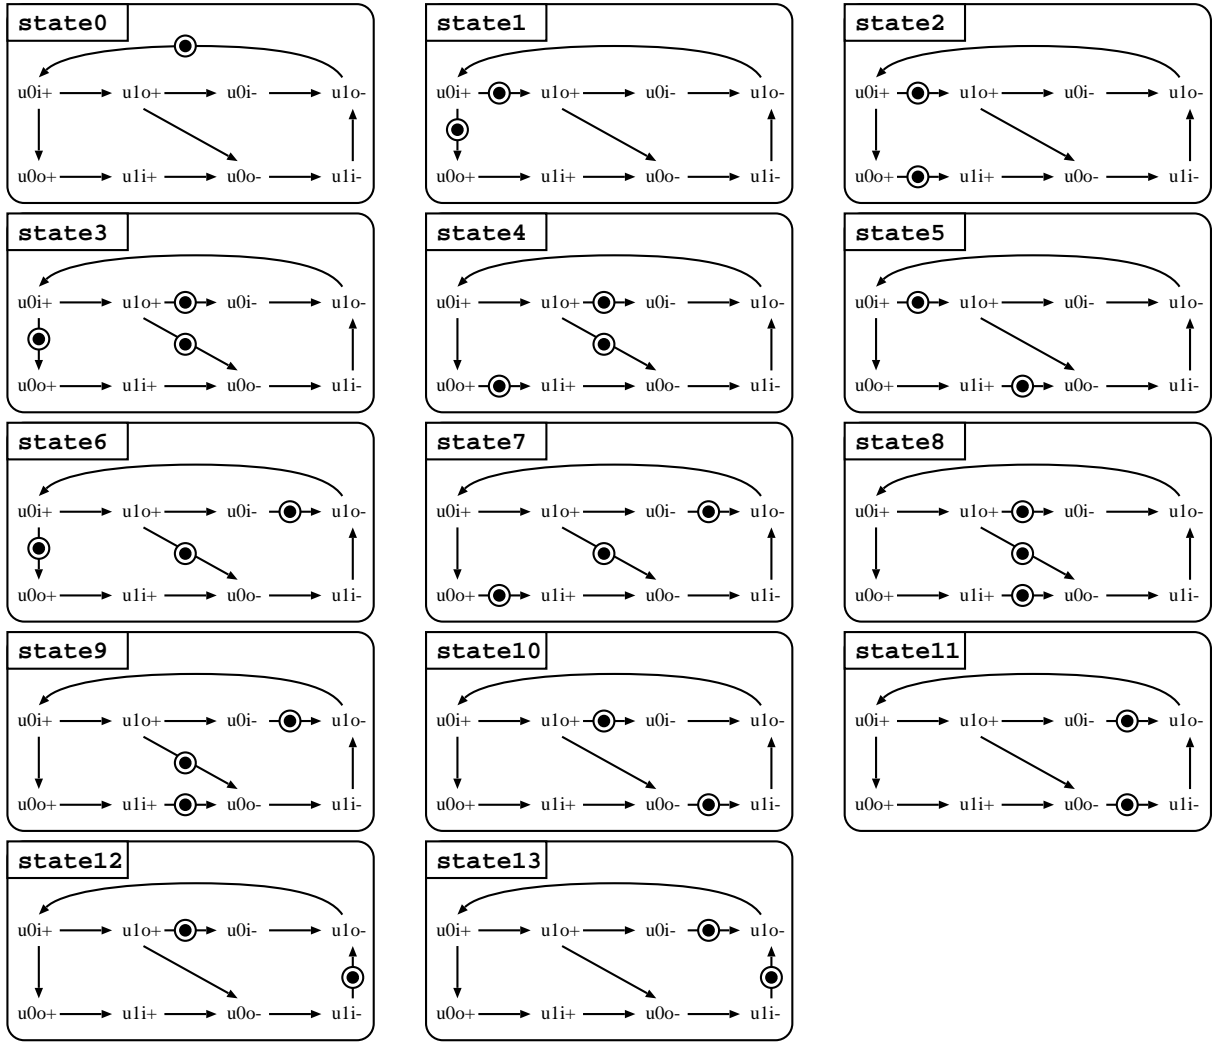 state0 state1 state2
u0i+ u1o+ u0i- u1o- u0i+ u1o+ u0i- u1o- u0i+ u1o+ u0i- u1o-
u0o+ u1i+ u0o- u1i- u0o+ u1i+ u0o- u1i- u0o+ u1i+ u0o- u1i-
state3 state4 state5
u0i+ u1o+ u0i- u1o- u0i+ u1o+ u0i- u1o- u0i+ u1o+ u0i- u1o-
u0o+ u1i+ u0o- u1i- u0o+ u1i+ u0o- u1i- u0o+ u1i+ u0o- u1i-
state6 state7 state8
u0i+ u1o+ u0i- u1o- u0i+ u1o+ u0i- u1o- u0i+ u1o+ u0i- u1o-
u0o+ u1i+ u0o- u1i- u0o+ u1i+ u0o- u1i- u0o+ u1i+ u0o- u1i-
state9 state10 state11
u0i+ u1o+ u0i- u1o- u0i+ u1o+ u0i- u1o- u0i+ u1o+ u0i- u1o-
u0o+ u1i+ u0o- u1i- u0o+ u1i+ u0o- u1i- u0o+ u1i+ u0o- u1i-
state12 state13
u0i+ u1o+ u0i- u1o- u0i+ u1o+ u0i- u1o-
u0o+ u1i+ u0o- u1i- u0o+ u1i+ u0o- u1i-